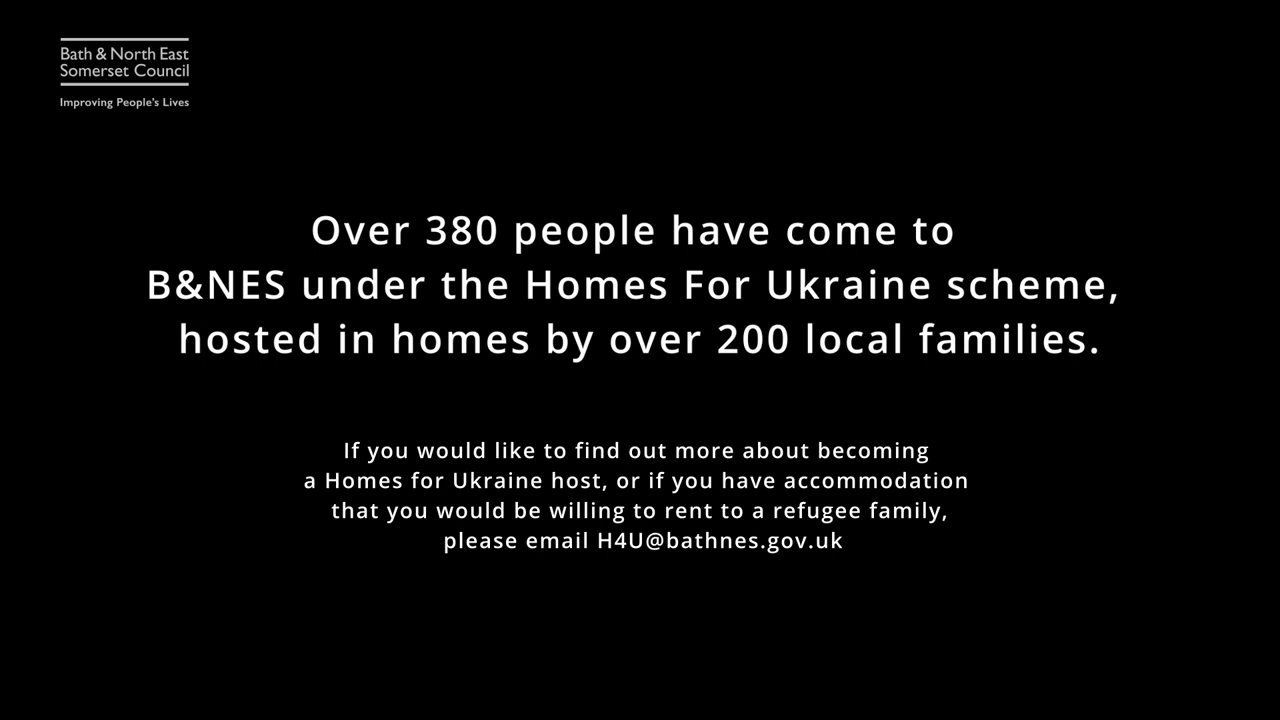 Bath & North East
Somerset Council
Improving People's Lives
Over 380 people have come to
B&NES under the Homes For Ukraine scheme,
hosted in homes by over 200 local families.
If you would like to find out more about becoming
a Homes for Ukraine host, or if you have accommodation
that you would be willing to rent to a refugee family,
please email H4U@bathnes.gov.uk